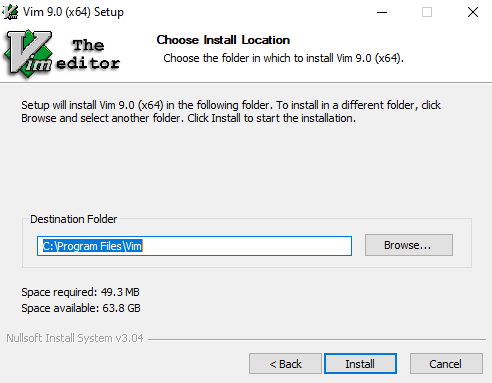 Vim 9.0 (x64) Setup
The
Vim editor
Choose Install Location
Choose the folder in which to install Vim 9.0 (x64).
Setup will install Vim 9.0 (x64) in the following folder. To install in a different folder, click
Browse and select another folder. Click Install to start the installation.
Destination Folder
C:\Program Files\Vim
Browse...
Space required: 49.3 MB
Space available: 63.8 GB
Nullsoft Install System v3.04
< Back
Install
Cancel